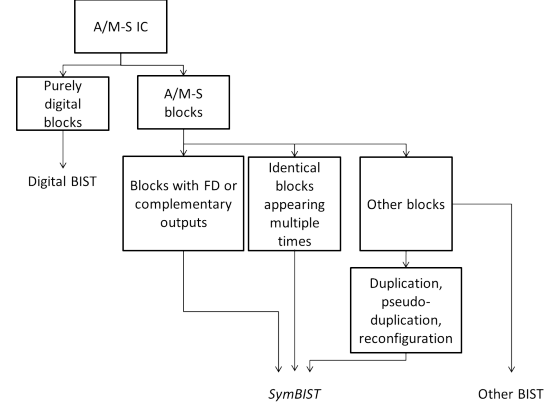 A/M-S IC
Purely
digital
blocks
A/M-S
blocks
Digital BIST
Blocks with FD or
complementary
outputs
Identical
blocks
appearing
multiple
times
Other blocks
Duplication,
pseudo-
duplication,
reconfiguration
SymBIST
Other BIST